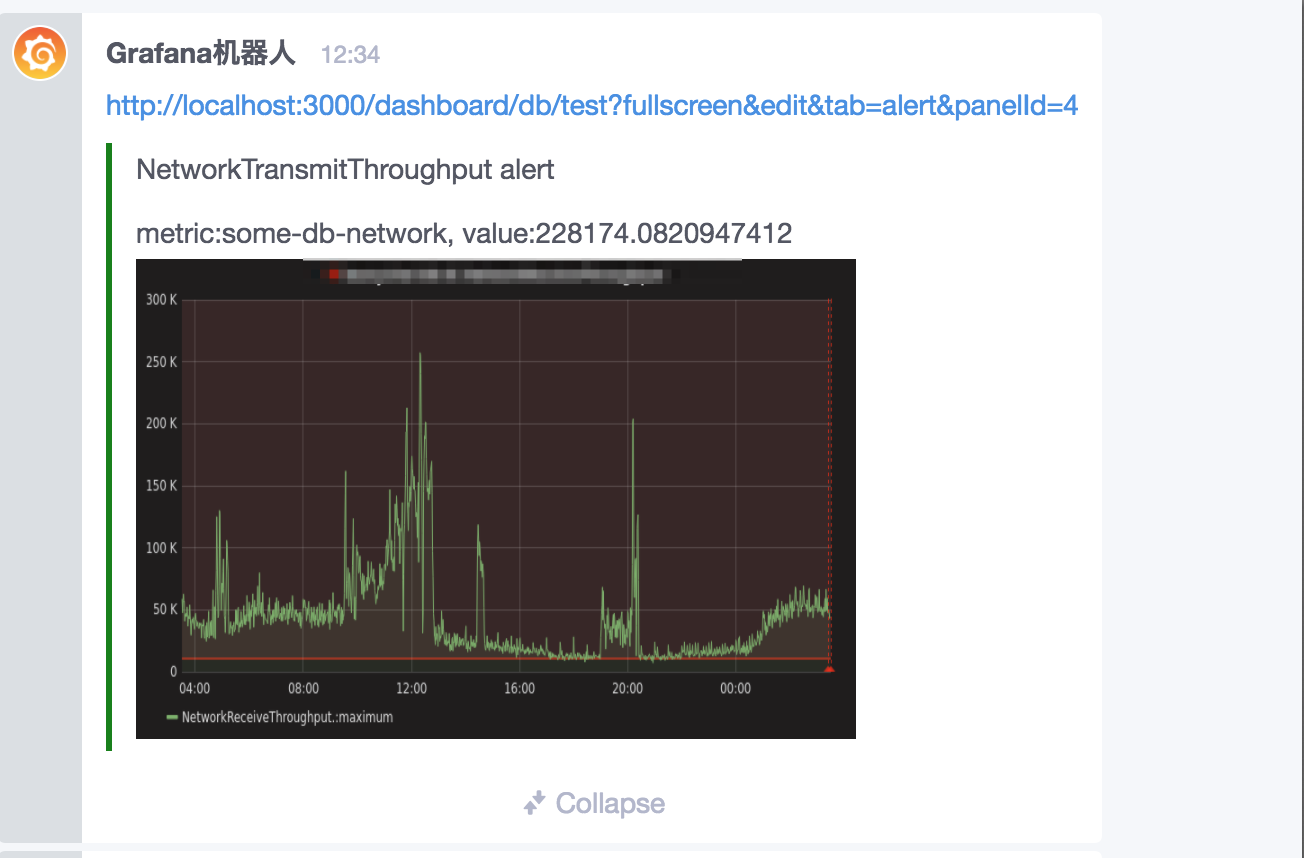 Grafana机器人 12:34
http://localhost:3000/dashboard/db/test?fullscreen&edit&tab=alert&panelId=4
NetworkTransmitThroughput alert
metric:some-db-network, value:228174.0820947412
300 K
250 K
200 K
150 K
100 K
50 K
0
04:00 08:00 12:00 16:00 20:00 00:00
NetworkReceiveThroughput.:maximum
Collapse